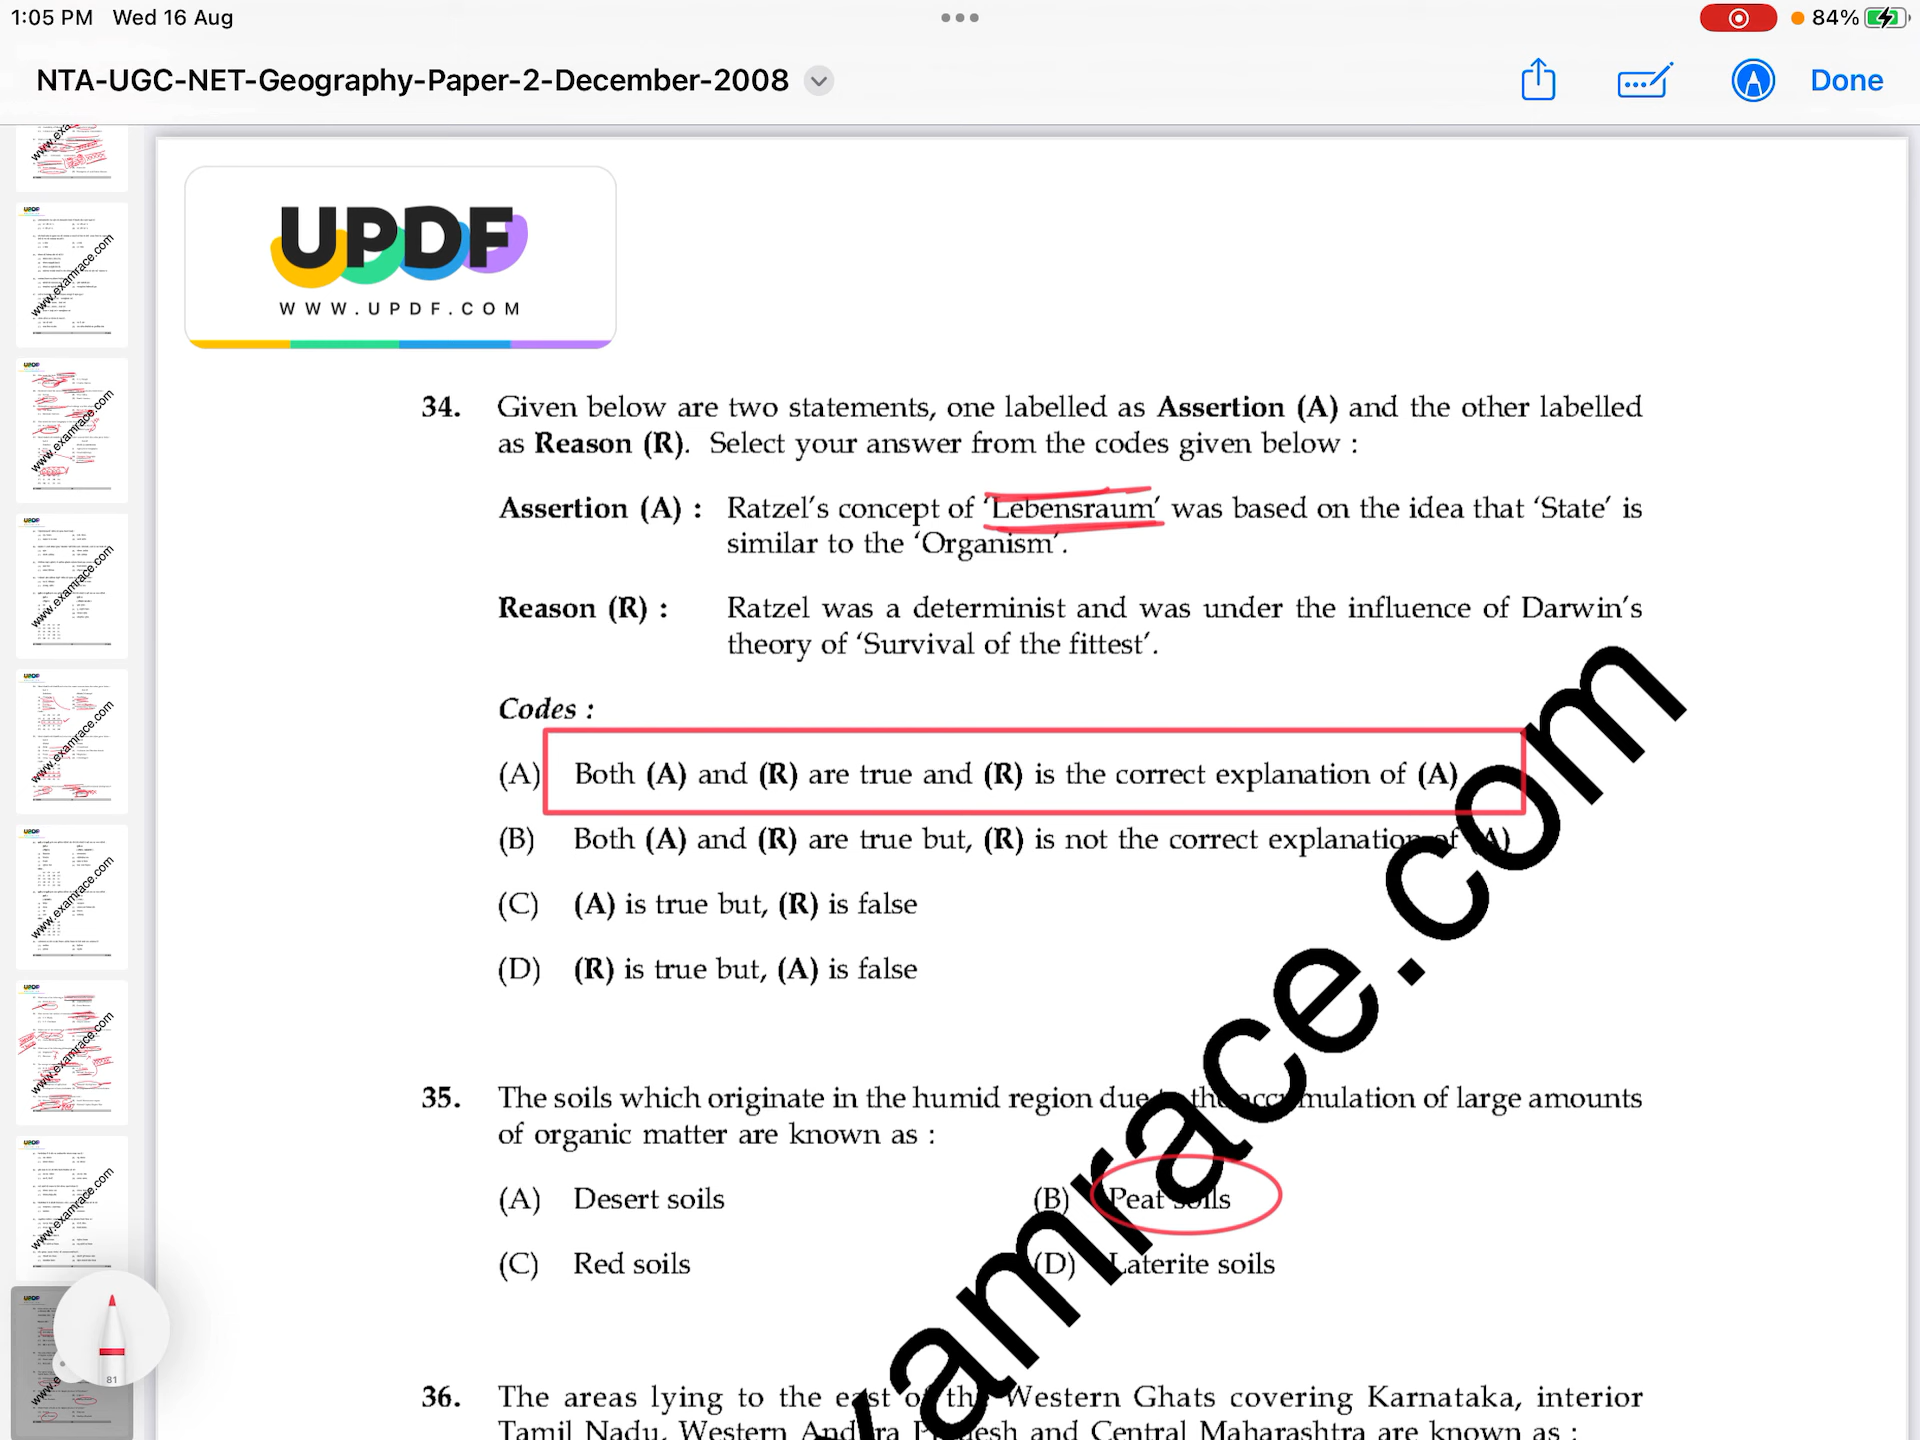 1:05 PM Wed 16 Aug
84%
NTA-UGC-NET-Geography-Paper-2-December-2008
Done
UPDF
WWW.UPDF.COM
34. Given below are two statements, one labelled as Assertion (A) and the other labelled
as Reason (R). Select your answer from the codes given below :
Assertion (A) : Ratzel's concept of 'Lebensraum' was based on the idea that 'State' is
similar to the 'Organism'.
Reason (R) : Ratzel was a determinist and was under the influence of Darwin's
theory of 'Survival of the fittest'.
Codes :
(A) Both (A) and (R) are true and (R) is the correct explanation of (A)
(B) Both (A) and (R) are true but, (R) is not the correct explanation of (A)
(C) (A) is true but, (R) is false
(D) (R) is true but, (A) is false
35. The soils which originate in the humid region due to the accumulation of large amounts
of organic matter are known as :
(A) Desert soils (B) Peat soils
(C) Red soils (D) Laterite soils
36. The areas lying to the east of the Western Ghats covering Karnataka, interior
Tamil Nadu, Western Andhra Pradesh and Central Maharashtra are known as :
examrace.com
81